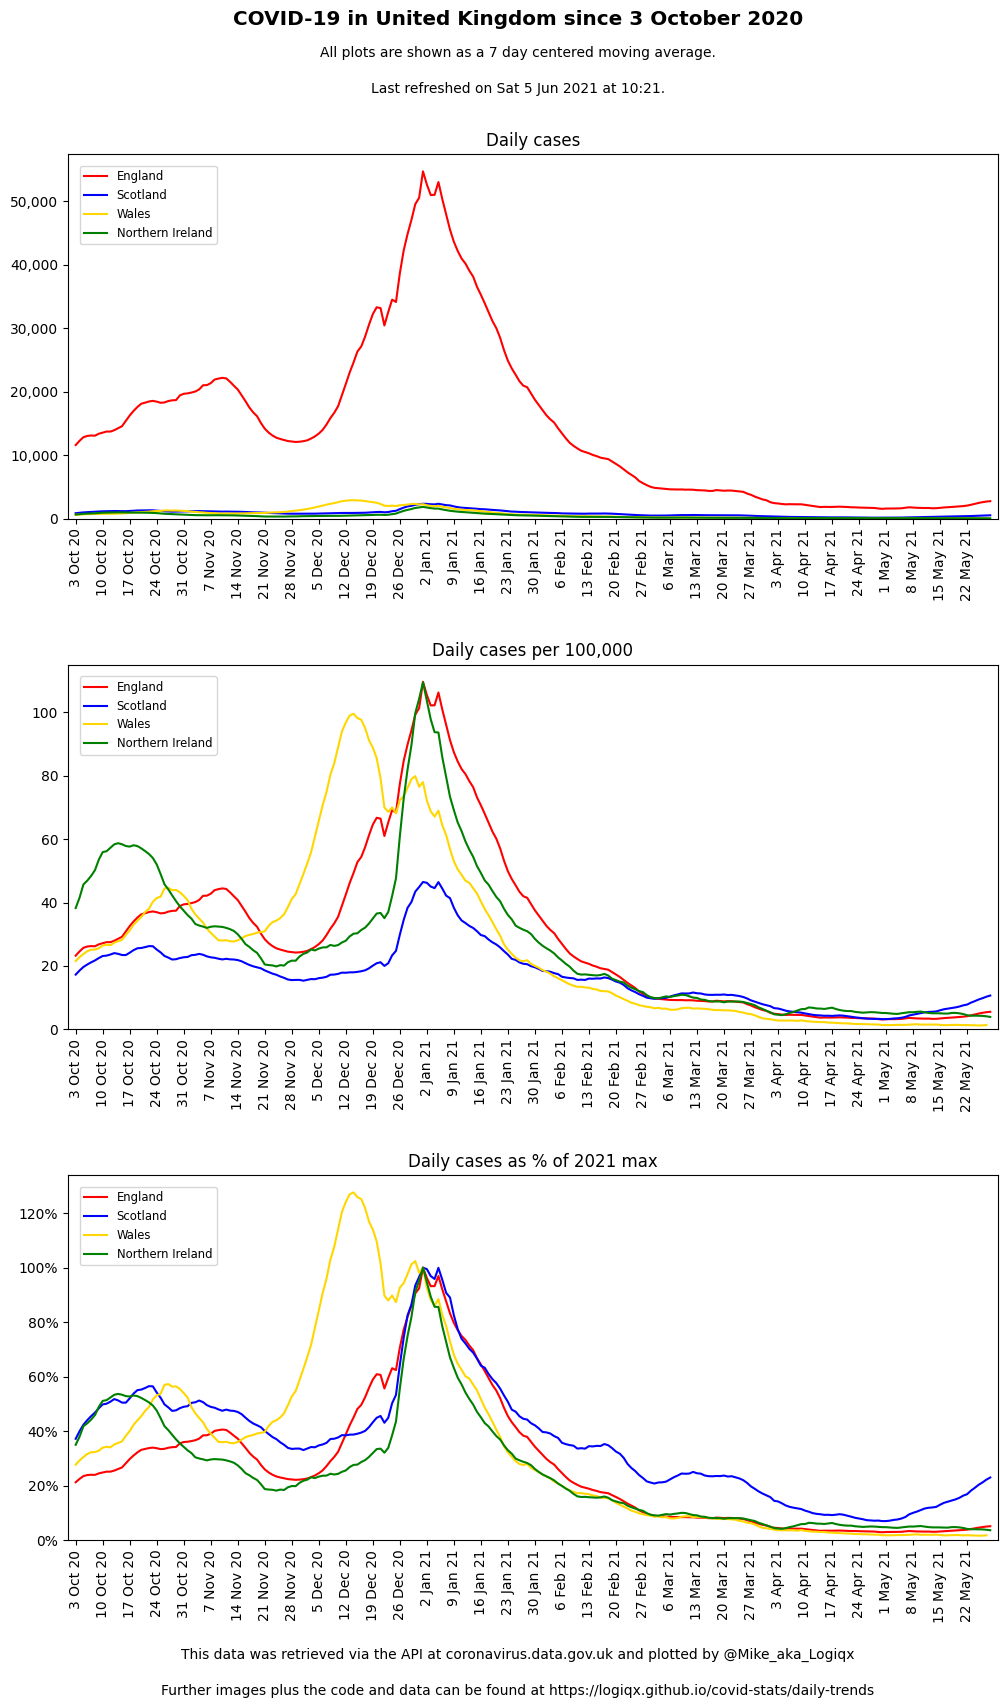 COVID-19 in United Kingdom since 3 October 2020
All plots are shown as a 7 day centered moving average.
Last refreshed on Sat 5 Jun 2021 at 10:21.
Daily cases
England
Scotland
Wales
Northern Ireland
50,000
40,000
30,000
20,000
10,000
0
3 Oct 20
10 Oct 20
17 Oct 20
24 Oct 20
31 Oct 20
7 Nov 20
14 Nov 20
21 Nov 20
28 Nov 20
5 Dec 20
12 Dec 20
19 Dec 20
26 Dec 20
2 Jan 21
9 Jan 21
16 Jan 21
23 Jan 21
30 Jan 21
6 Feb 21
13 Feb 21
20 Feb 21
27 Feb 21
6 Mar 21
13 Mar 21
20 Mar 21
27 Mar 21
3 Apr 21
10 Apr 21
17 Apr 21
24 Apr 21
1 May 21
8 May 21
15 May 21
22 May 21
Daily cases per 100,000
England
Scotland
Wales
Northern Ireland
100
80
60
40
20
0
3 Oct 20
10 Oct 20
17 Oct 20
24 Oct 20
31 Oct 20
7 Nov 20
14 Nov 20
21 Nov 20
28 Nov 20
5 Dec 20
12 Dec 20
19 Dec 20
26 Dec 20
2 Jan 21
9 Jan 21
16 Jan 21
23 Jan 21
30 Jan 21
6 Feb 21
13 Feb 21
20 Feb 21
27 Feb 21
6 Mar 21
13 Mar 21
20 Mar 21
27 Mar 21
3 Apr 21
10 Apr 21
17 Apr 21
24 Apr 21
1 May 21
8 May 21
15 May 21
22 May 21
Daily cases as % of 2021 max
England
Scotland
Wales
Northern Ireland
120%
100%
80%
60%
40%
20%
0%
3 Oct 20
10 Oct 20
17 Oct 20
24 Oct 20
31 Oct 20
7 Nov 20
14 Nov 20
21 Nov 20
28 Nov 20
5 Dec 20
12 Dec 20
19 Dec 20
26 Dec 20
2 Jan 21
9 Jan 21
16 Jan 21
23 Jan 21
30 Jan 21
6 Feb 21
13 Feb 21
20 Feb 21
27 Feb 21
6 Mar 21
13 Mar 21
20 Mar 21
27 Mar 21
3 Apr 21
10 Apr 21
17 Apr 21
24 Apr 21
1 May 21
8 May 21
15 May 21
22 May 21
This data was retrieved via the API at coronavirus.data.gov.uk and plotted by @Mike_aka_Logiqx
Further images plus the code and data can be found at https://logiqx.github.io/covid-stats/daily-trends